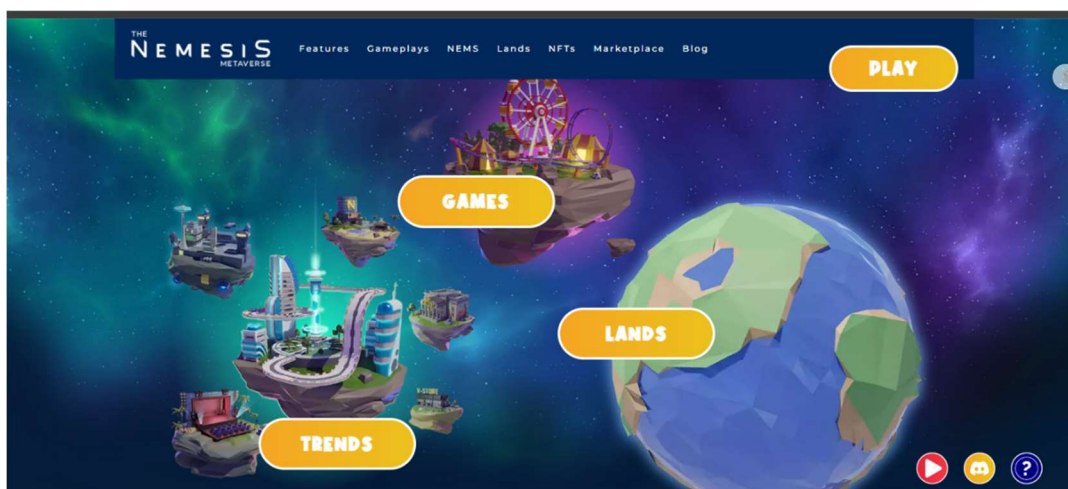 THE
NEMESIS
METAVERSE
Features Gameplays NEMS Lands NFTs Marketplace Blog
PLAY
GAMES
LANDS
TRENDS
N
?